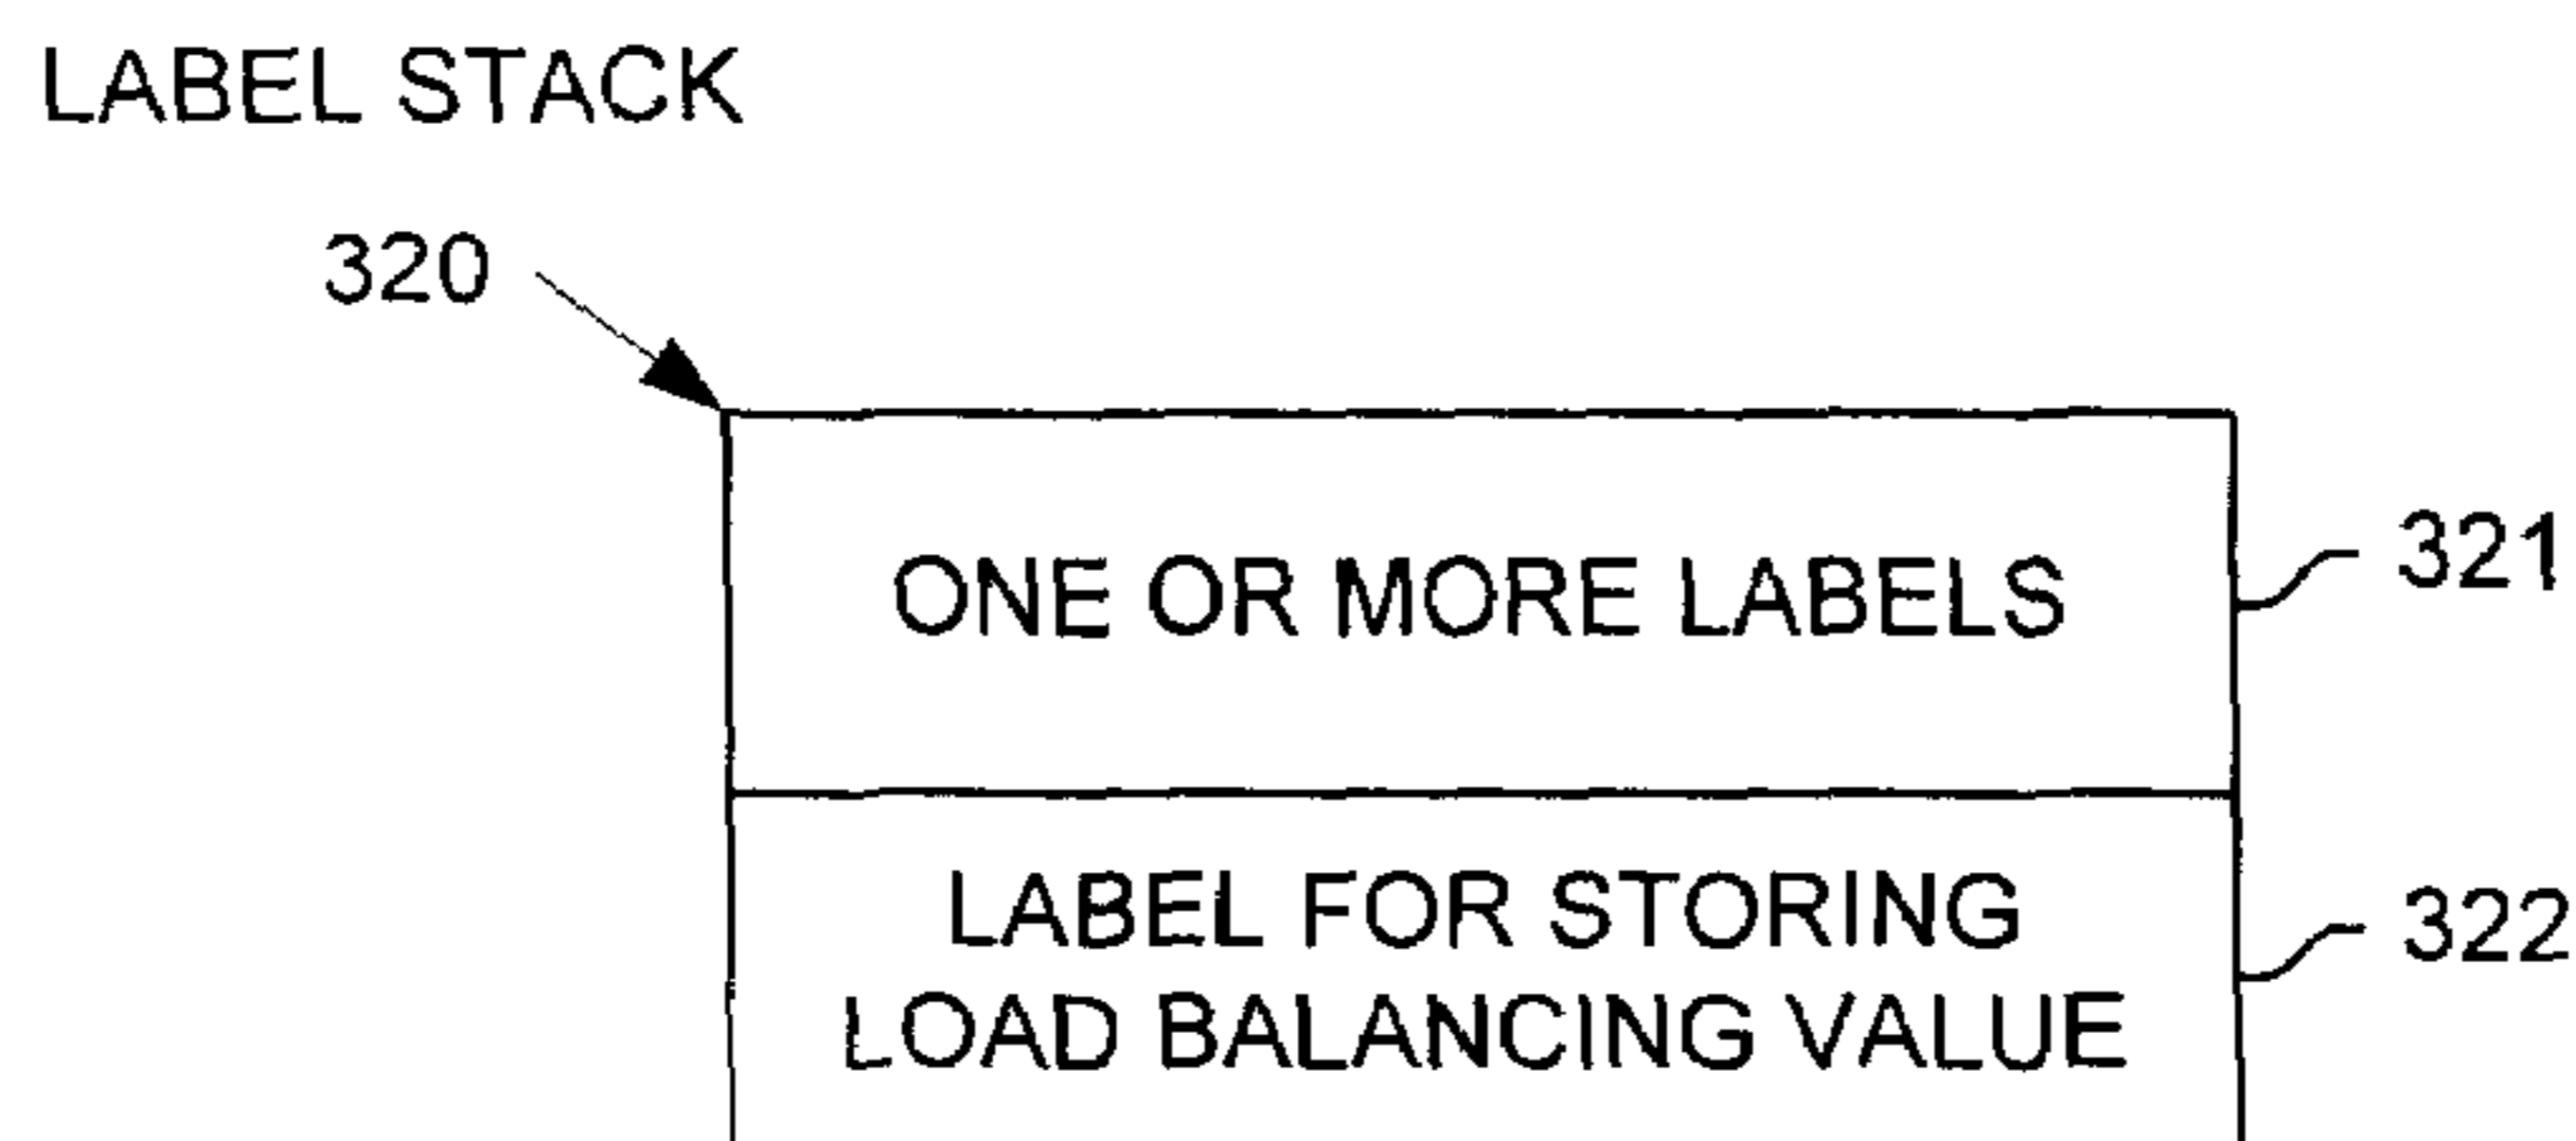 LABEL STACK
320
ONE OR MORE LABELS
321
LABEL FOR STORING
LOAD BALANCING VALUE
322